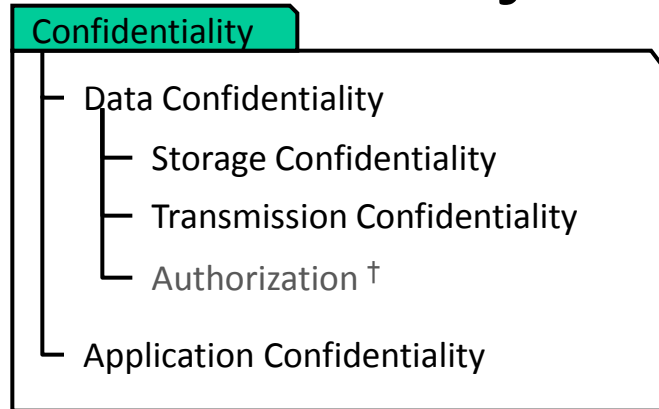 Confidentiality
Data Confidentiality
Storage Confidentiality
Transmission Confidentiality
Authorization †
Application Confidentiality